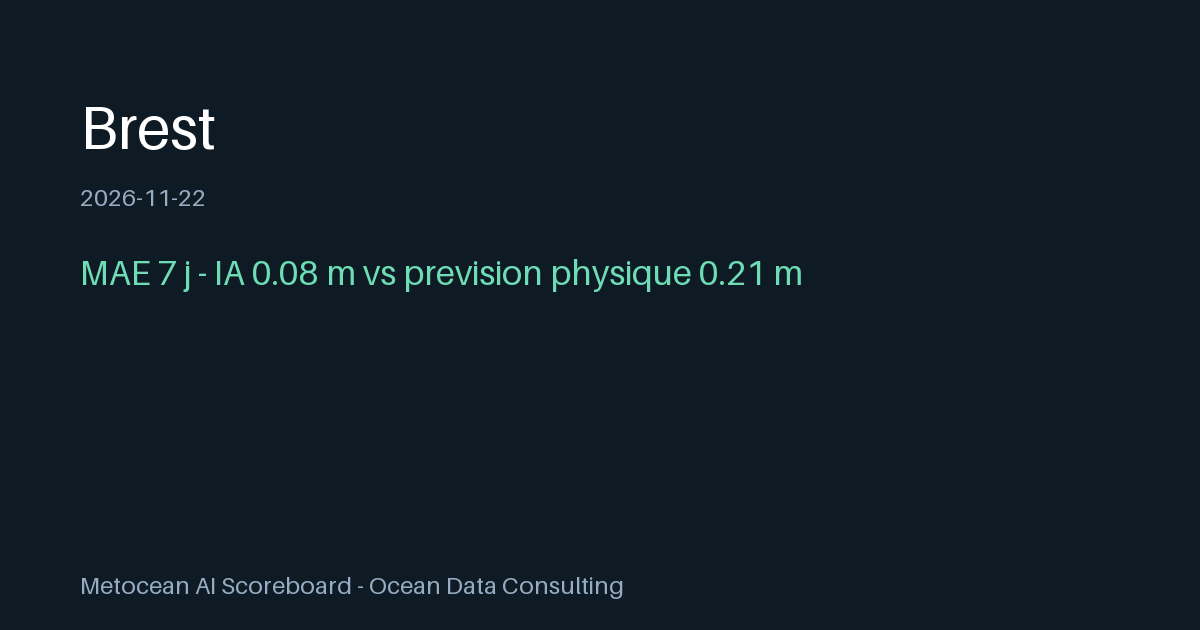 Brest
2026-11-22
MAE 7 j - IA 0.08 m vs prevision physique 0.21 m
Metocean AI Scoreboard - Ocean Data Consulting